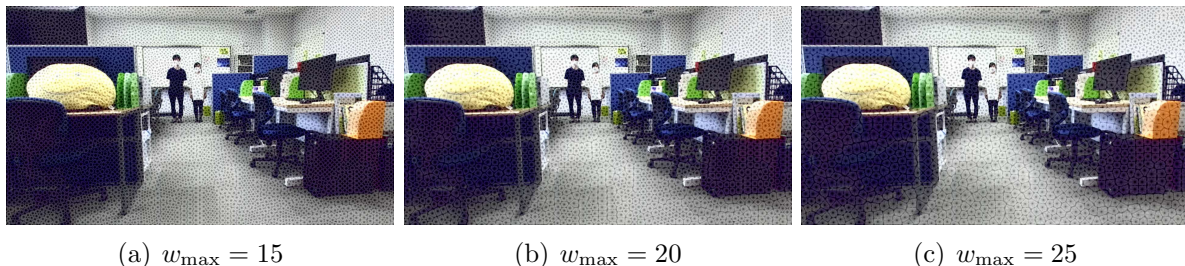 (a) w_max = 15
(b) w_max = 20
(c) w_max = 25